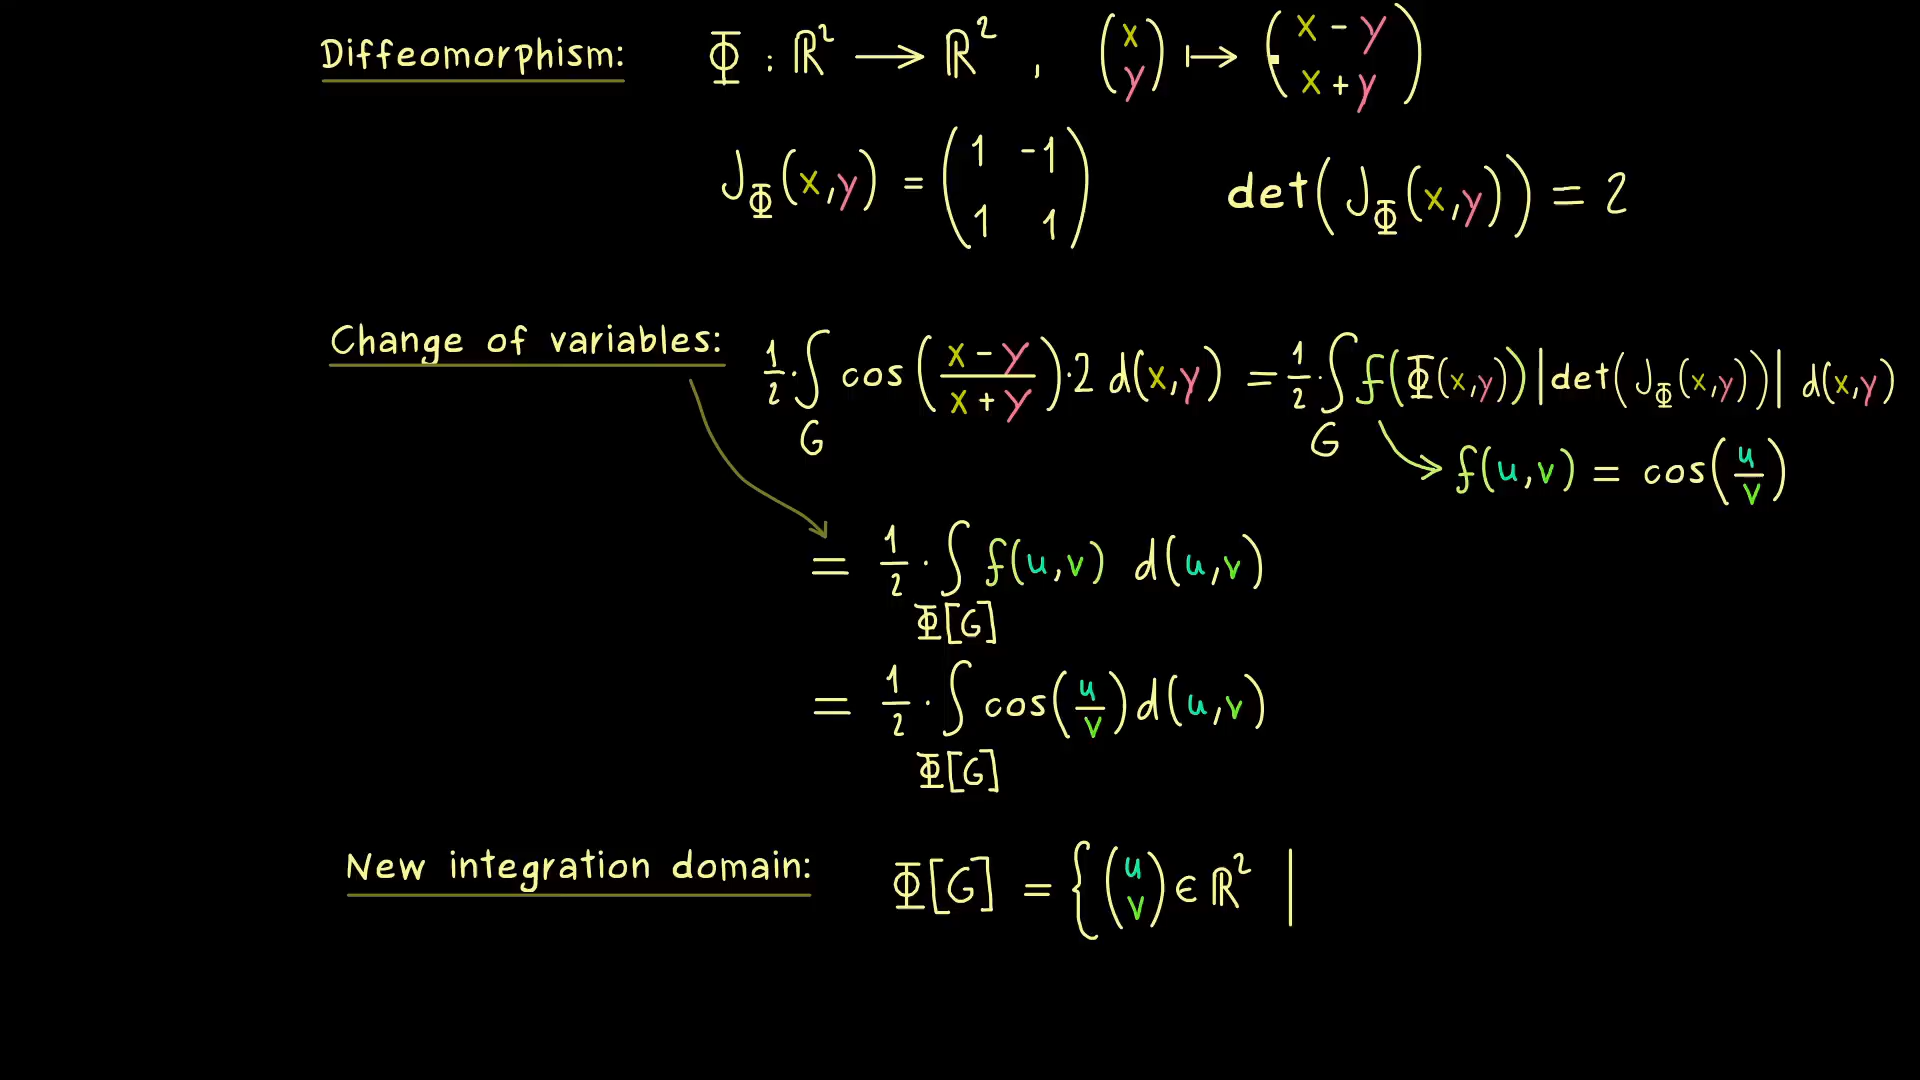 Diffeomorphism: Φ : ℝ² ⟶ ℝ² , (x y) ↦ (x − y x + y)
J_Φ(x,y) = (1 −1 1 1) det(J_Φ(x,y)) = 2
Change of variables: 1/2 · ∫_G cos((x − y)/(x + y)) · 2 d(x,y) = 1/2 · ∫_G f(Φ(x,y)) |det(J_Φ(x,y))| d(x,y)
f(u,v) = cos(u/v)
= 1/2 · ∫_Φ[G] f(u,v) d(u,v)
= 1/2 · ∫_Φ[G] cos(u/v) d(u,v)
New integration domain: Φ[G] = { (u v) ∈ ℝ² |